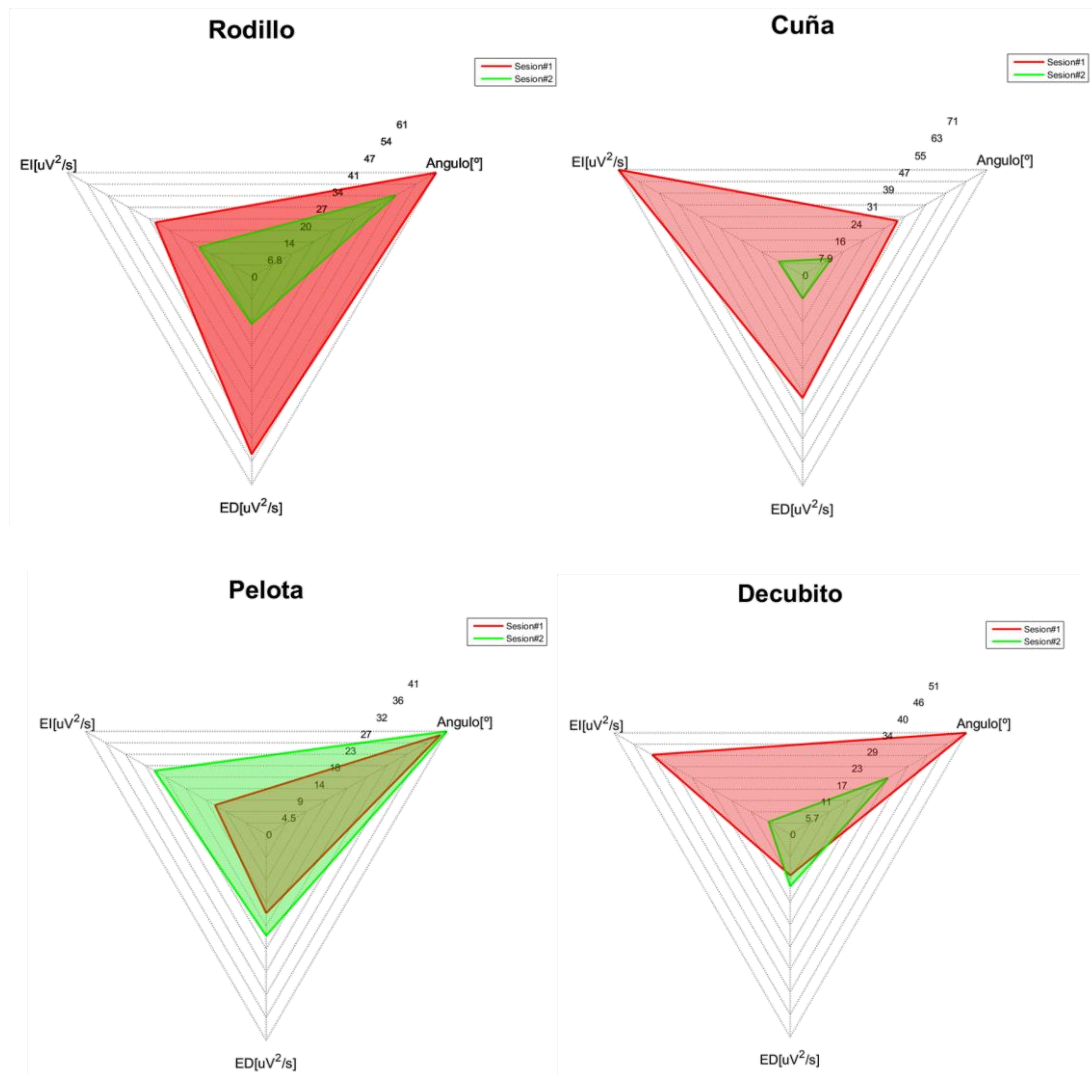 Rodillo
Sesion#1
Sesion#2
61
54
47
41
34
27
20
14
6.8
0
EI[uV²/s]
Angulo[º]
ED[uV²/s]
Cuña
Sesion#1
Sesion#2
71
63
55
47
39
31
24
16
7.9
0
EI[uV²/s]
Angulo[º]
ED[uV²/s]
Pelota
Sesion#1
Sesion#2
41
36
32
27
23
18
14
9
4.5
0
EI[uV²/s]
Angulo[º]
ED[uV²/s]
Decubito
Sesion#1
Sesion#2
51
46
40
34
29
23
17
11
5.7
0
EI[uV²/s]
Angulo[º]
ED[uV²/s]